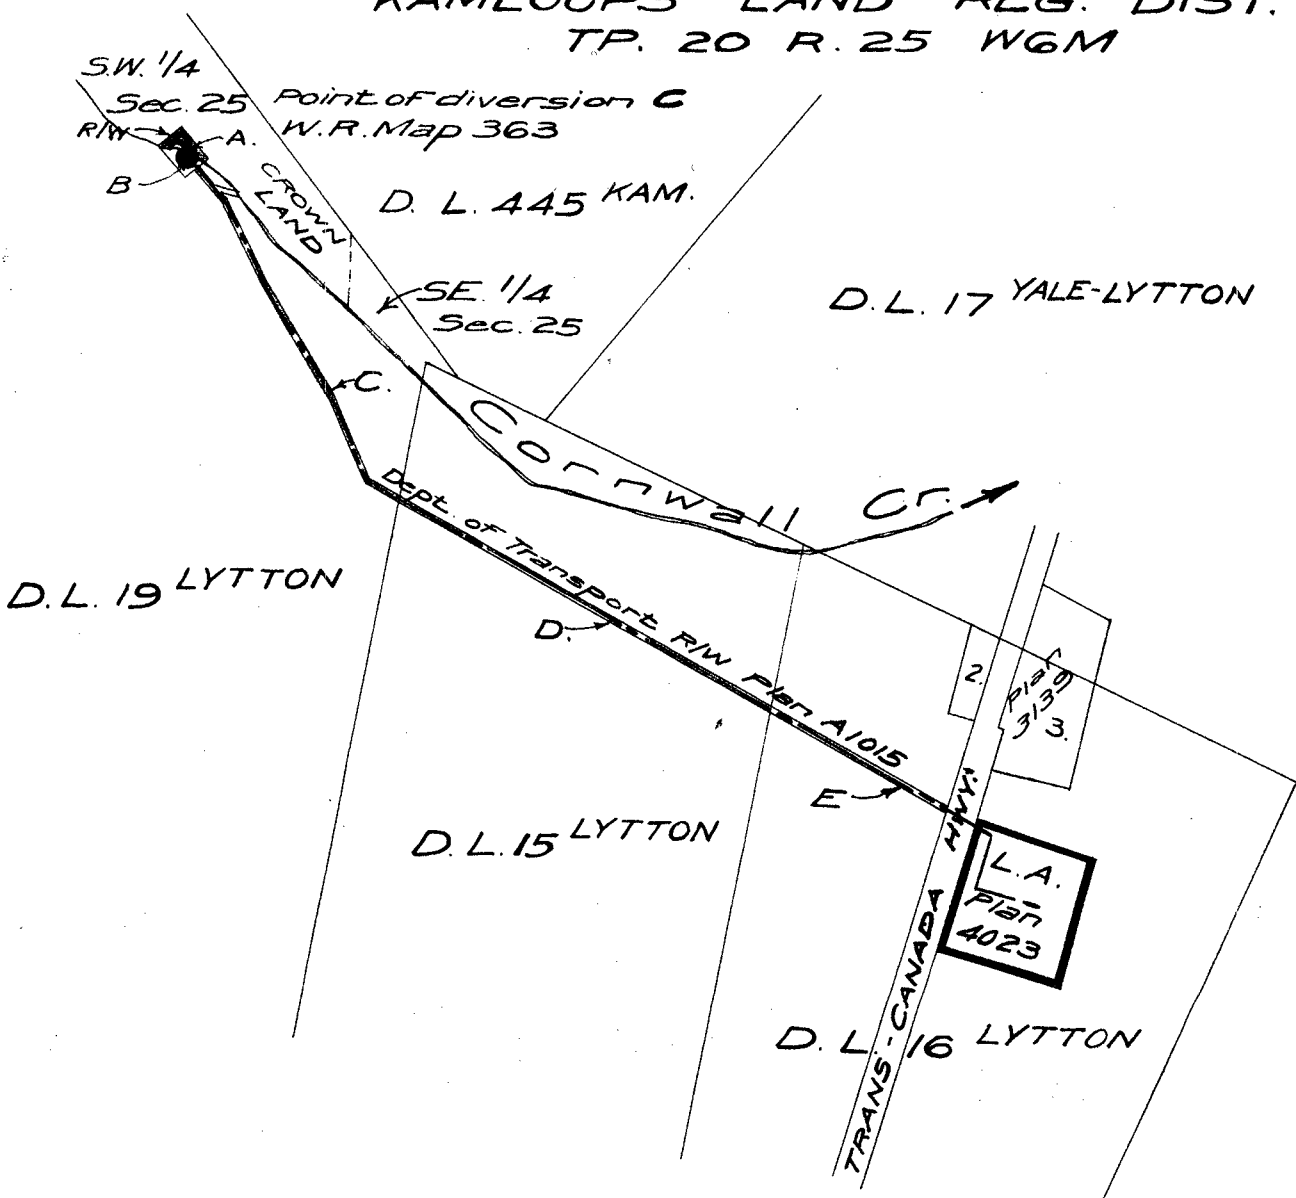 KAMLOOPS LAND REG. DIST.
TP. 20 R. 25 W6M
S.W. 1/4
Sec. 25
Point of diversion C
W.R. Map 363
R/W
A.
B
CROWN
LAND
D. L. 445 KAM.
SE. 1/4
Sec. 25
D.L. 17 YALE-LYTTON
C.
Cornwall Cr.
Dept. of Transport R/W Plan A1015
D.L. 19 LYTTON
D.
2.
Plan
3139
3.
E
D.L. 15 LYTTON
TRANS-CANADA HWY.
L.A.
Plan
4023
D. L. 16 LYTTON